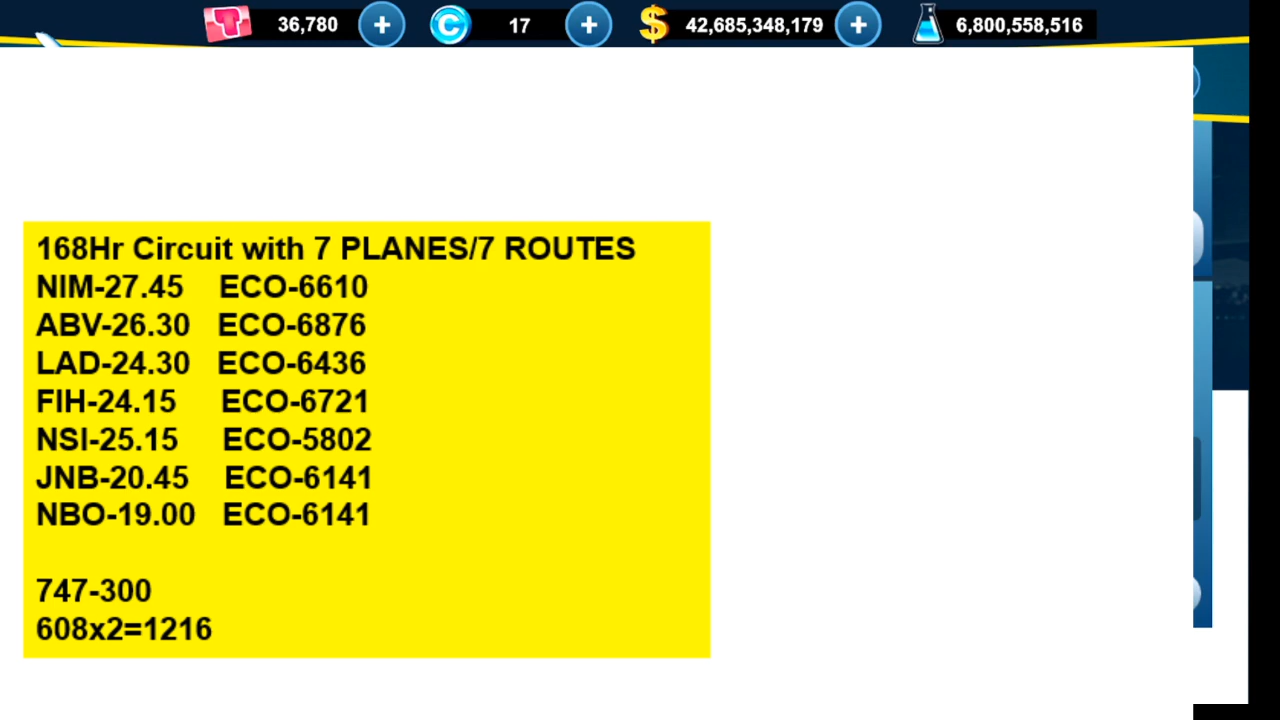 36,780 + C 17 + $ 42,685,348,179 + 6,800,558,516
168Hr Circuit with 7 PLANES/7 ROUTES
NIM-27.45 ECO-6610
ABV-26.30 ECO-6876
LAD-24.30 ECO-6436
FIH-24.15 ECO-6721
NSI-25.15 ECO-5802
JNB-20.45 ECO-6141
NBO-19.00 ECO-6141
747-300
608x2=1216